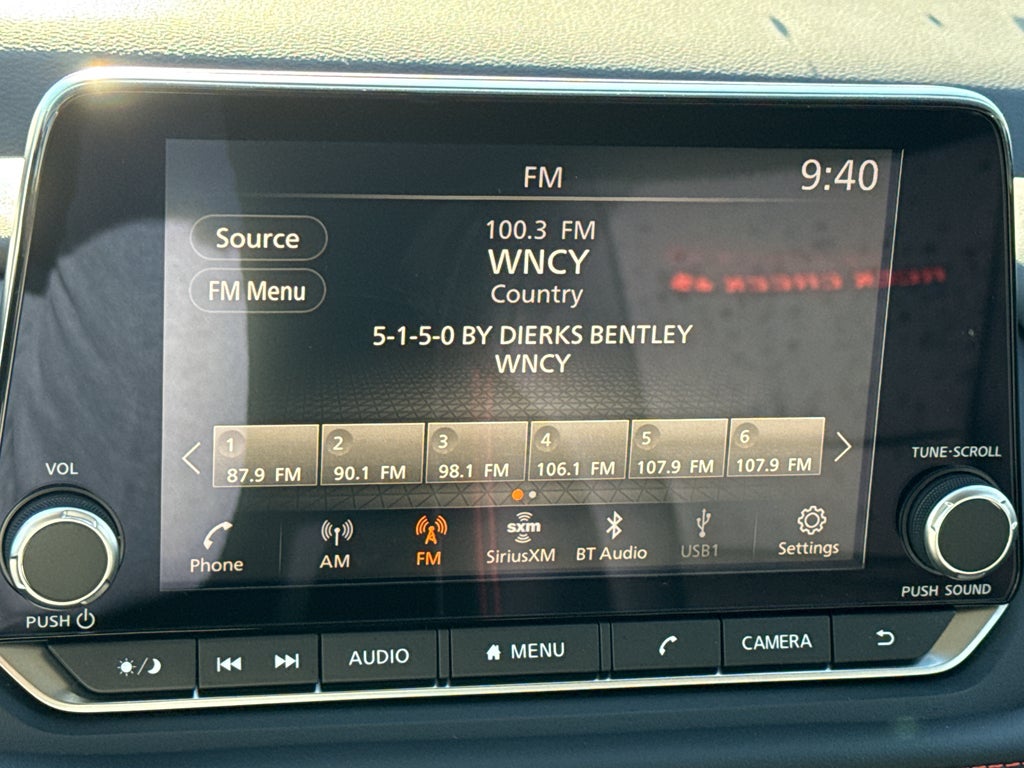 FM
9:40
Source
100.3 FM
WNCY
FM Menu
Country
5-1-5-0 BY DIERKS BENTLEY
WNCY
1 87.9 FM
2 90.1 FM
3 98.1 FM
4 106.1 FM
5 107.9 FM
6 107.9 FM
VOL
TUNE·SCROLL
Phone
AM
FM
sxm
SiriusXM
BT Audio
USB1
Settings
PUSH
PUSH SOUND
AUDIO
MENU
CAMERA